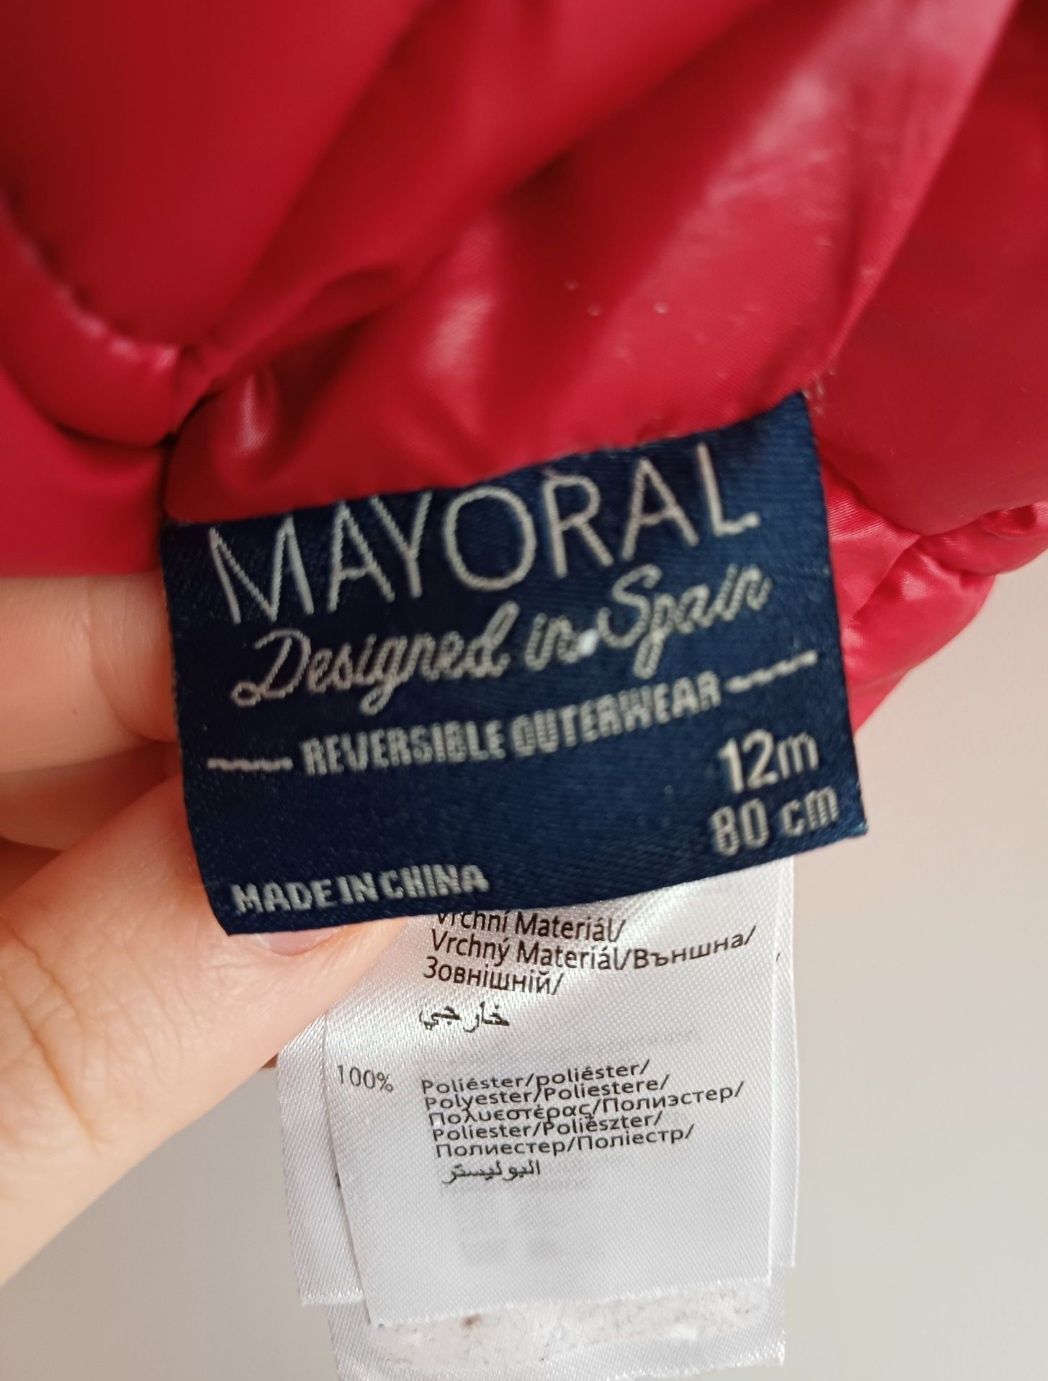 MAYORAL
Designed in Spain
REVERSIBLE OUTERWEAR
12m
80 cm
MADE IN CHINA
Vrchní Materiál/
Vrchný Materiál/Външна/
Зовнішній/
خارجي
100% Poliéster/poliéster/
Polyester/Poliestere/
Πολυεστέρας/Полиэстер/
Poliester/Poliészter/
Полиестер/Поліестр/
البوليستر